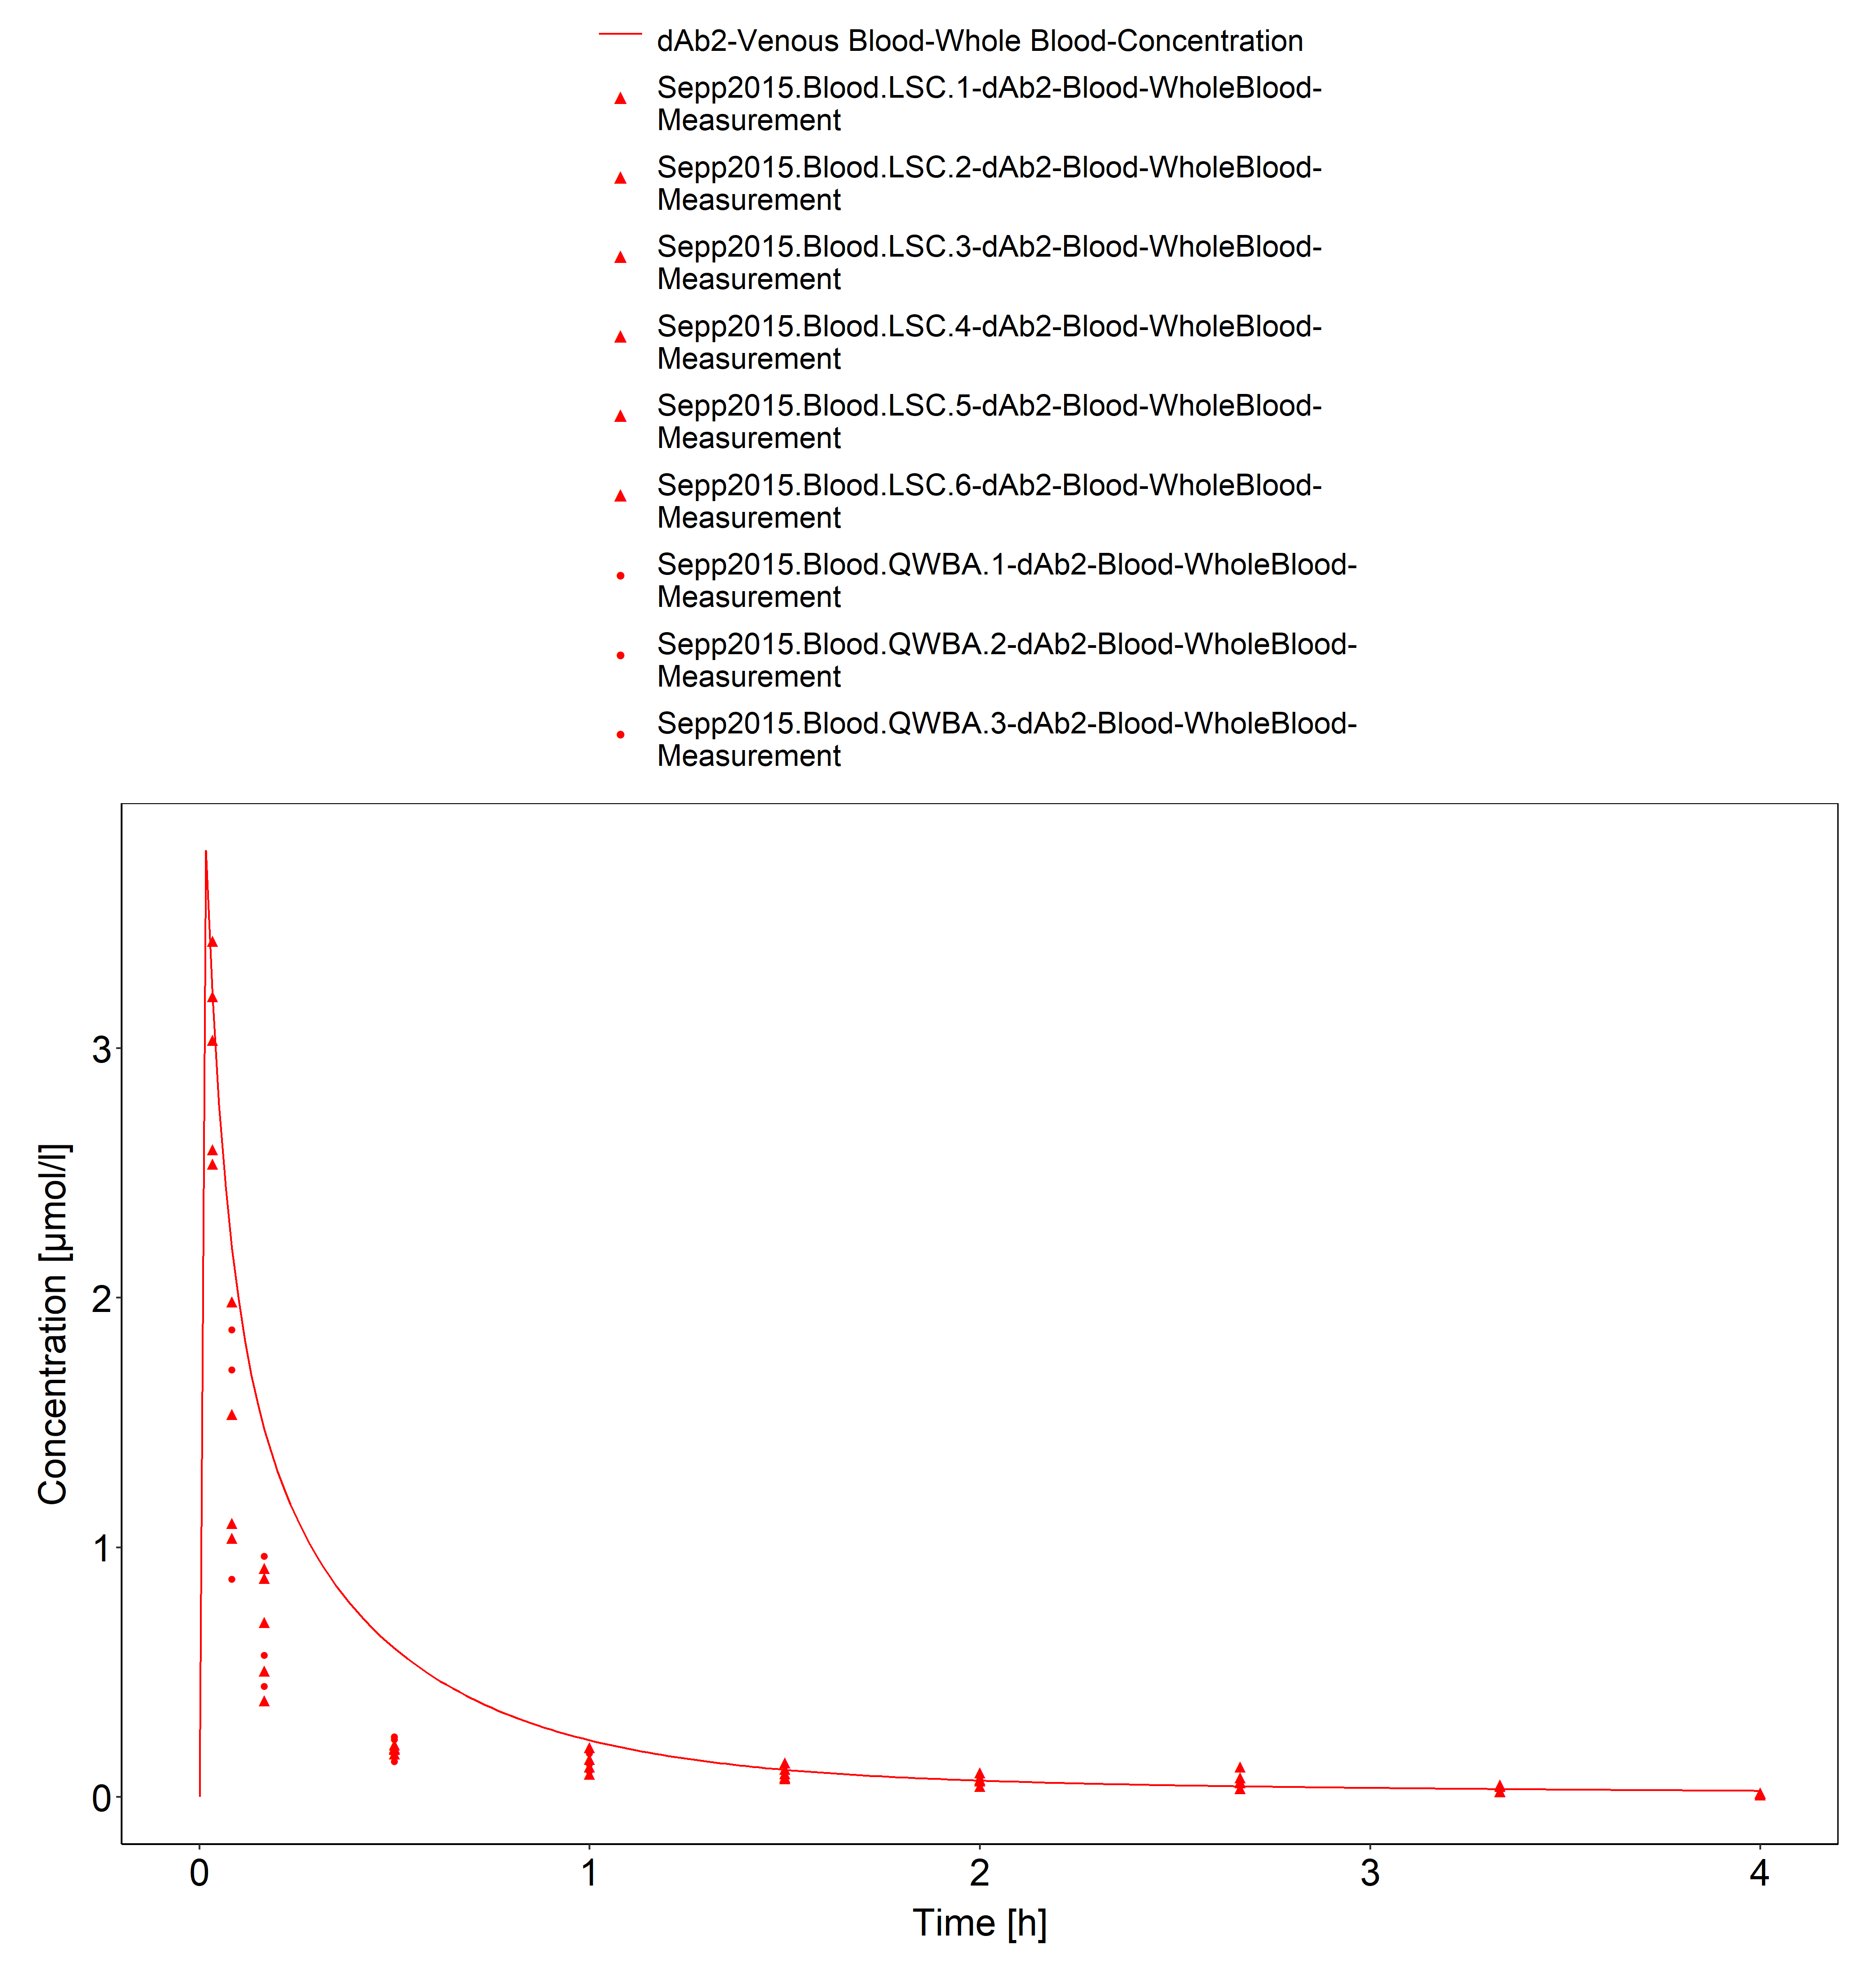 dAb2-Venous Blood-Whole Blood-Concentration
Sepp2015.Blood.LSC.1-dAb2-Blood-WholeBlood-
Measurement
Sepp2015.Blood.LSC.2-dAb2-Blood-WholeBlood-
Measurement
Sepp2015.Blood.LSC.3-dAb2-Blood-WholeBlood-
Measurement
Sepp2015.Blood.LSC.4-dAb2-Blood-WholeBlood-
Measurement
Sepp2015.Blood.LSC.5-dAb2-Blood-WholeBlood-
Measurement
Sepp2015.Blood.LSC.6-dAb2-Blood-WholeBlood-
Measurement
Sepp2015.Blood.QWBA.1-dAb2-Blood-WholeBlood-
Measurement
Sepp2015.Blood.QWBA.2-dAb2-Blood-WholeBlood-
Measurement
Sepp2015.Blood.QWBA.3-dAb2-Blood-WholeBlood-
Measurement
Concentration [µmol/l]
3
2
1
0
0 1 2 3 4
Time [h]